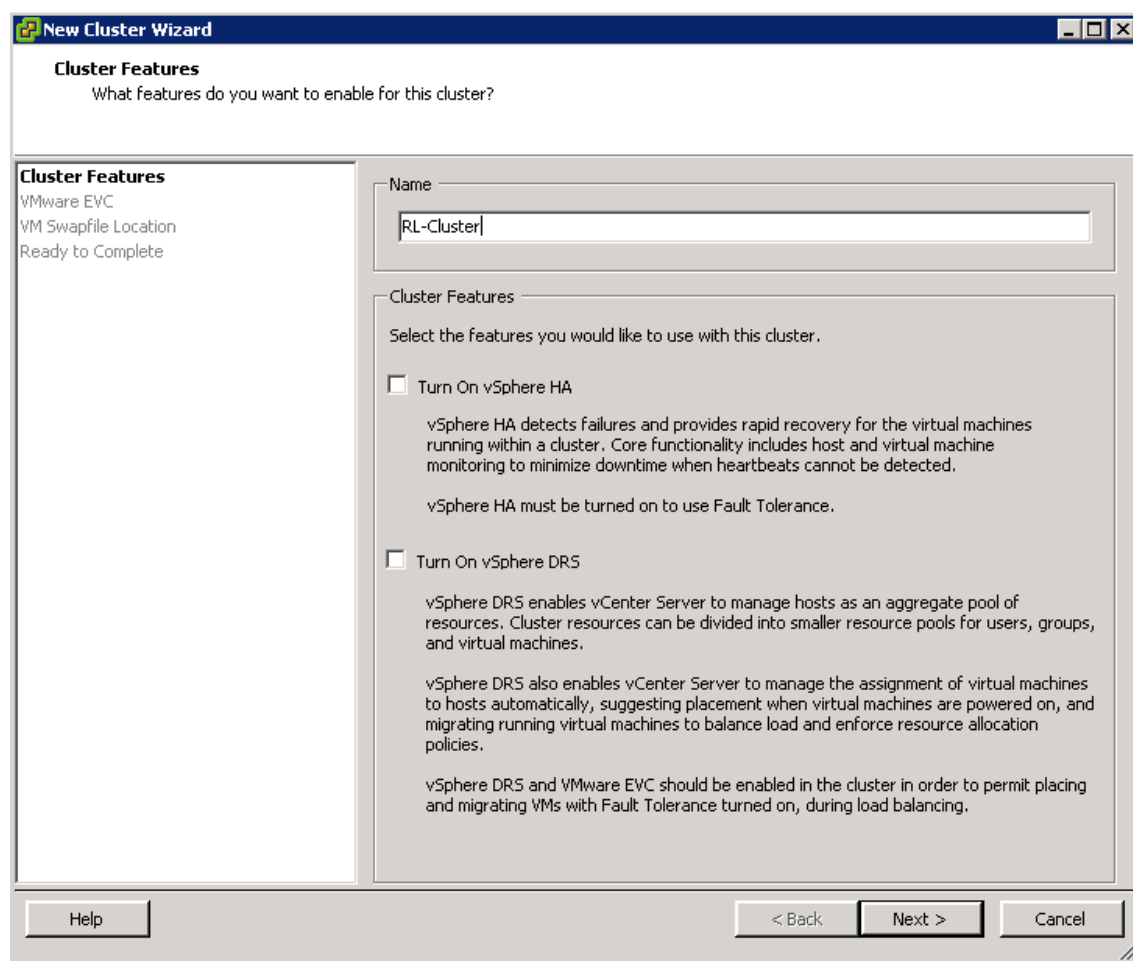 New Cluster Wizard
Cluster Features
What features do you want to enable for this cluster?
Cluster Features
VMware EVC
VM Swapfile Location
Ready to Complete
Name
RL-Cluster
Cluster Features
Select the features you would like to use with this cluster.
Turn On vSphere HA
vSphere HA detects failures and provides rapid recovery for the virtual machines
running within a cluster. Core functionality includes host and virtual machine
monitoring to minimize downtime when heartbeats cannot be detected.
vSphere HA must be turned on to use Fault Tolerance.
Turn On vSphere DRS
vSphere DRS enables vCenter Server to manage hosts as an aggregate pool of
resources. Cluster resources can be divided into smaller resource pools for users, groups,
and virtual machines.
vSphere DRS also enables vCenter Server to manage the assignment of virtual machines
to hosts automatically, suggesting placement when virtual machines are powered on, and
migrating running virtual machines to balance load and enforce resource allocation
policies.
vSphere DRS and VMware EVC should be enabled in the cluster in order to permit placing
and migrating VMs with Fault Tolerance turned on, during load balancing.
Help
< Back
Next >
Cancel